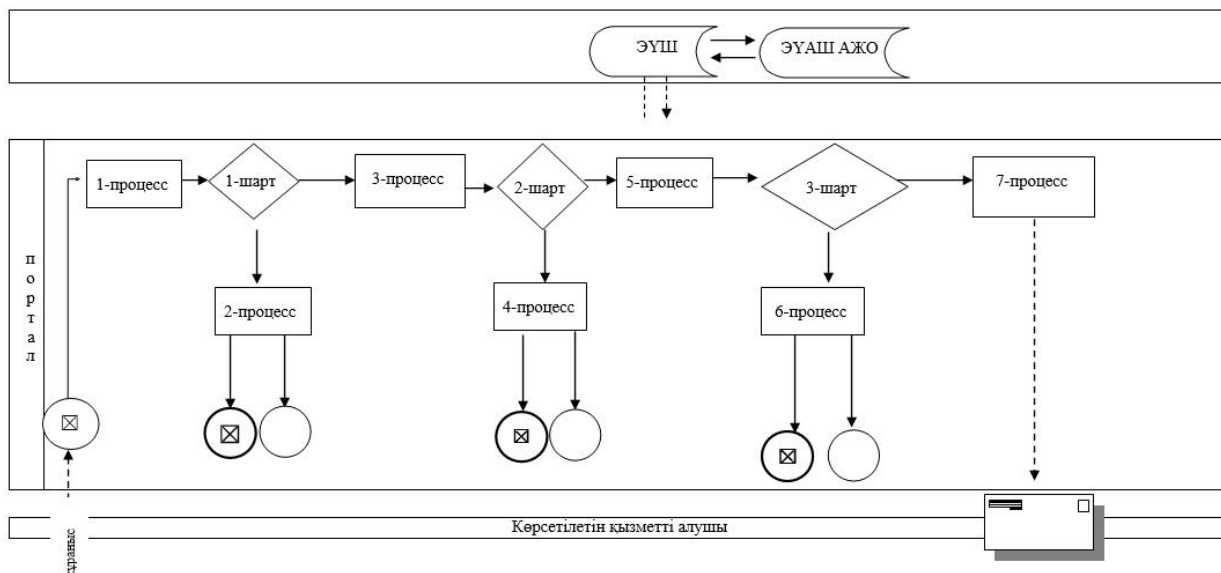 ЭҮШ
ЭҮАШ АЖО
1-процесс
1-шарт
3-процесс
2-шарт
5-процесс
3-шарт
7-процесс
портал
2-процесс
4-процесс
6-процесс
Көрсетілетін қызметті алушы